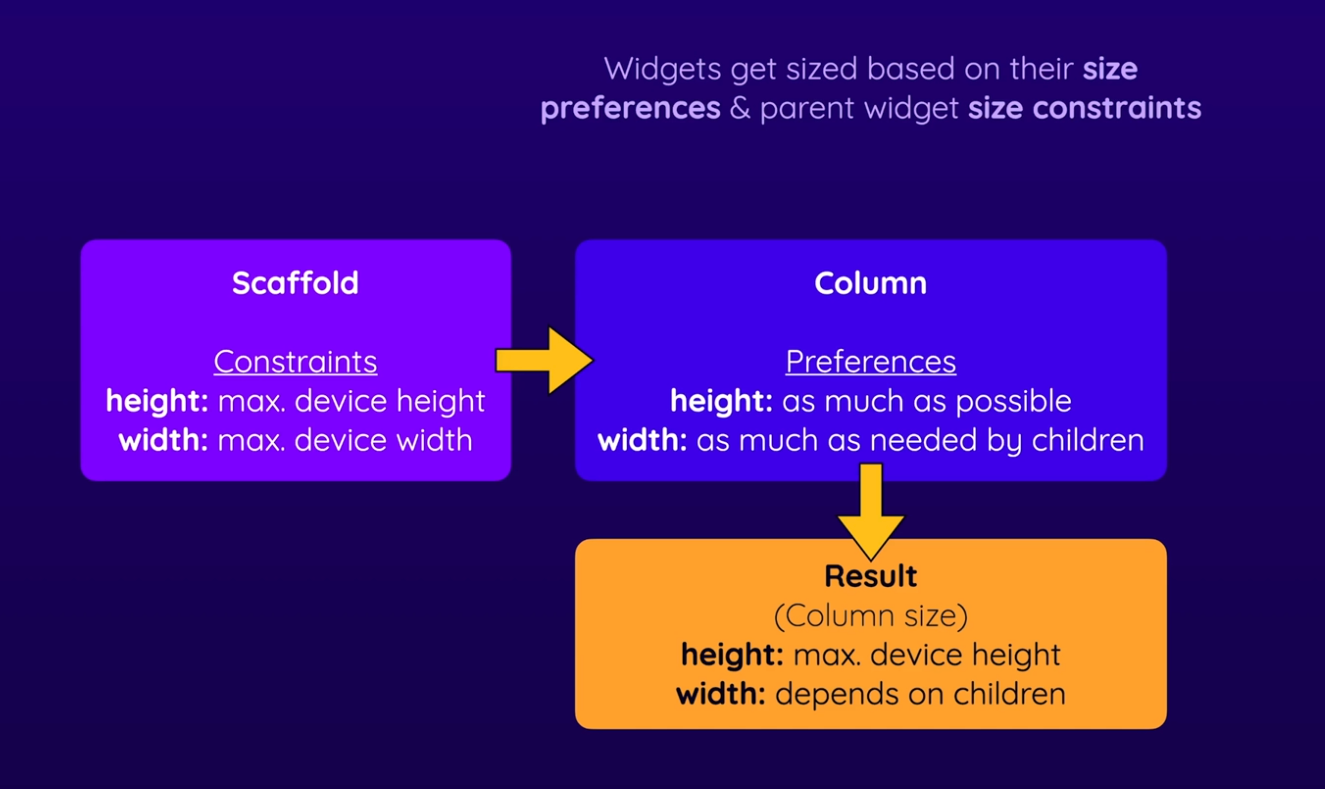 Widgets get sized based on their size
preferences & parent widget size constraints
Scaffold
Constraints
height: max. device height
width: max. device width
Column
Preferences
height: as much as possible
width: as much as needed by children
Result
(Column size)
height: max. device height
width: depends on children